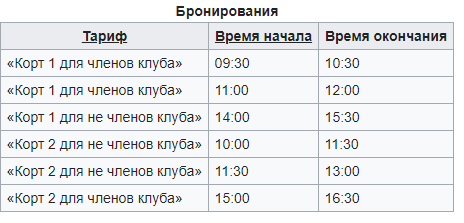 Бронирования
Тариф Время начала Время окончания
«Корт 1 для членов клуба» 09:30 10:30
«Корт 1 для членов клуба» 11:00 12:00
«Корт 1 для не членов клуба» 14:00 15:30
«Корт 2 для не членов клуба» 10:00 11:30
«Корт 2 для не членов клуба» 11:30 13:00
«Корт 2 для членов клуба» 15:00 16:30